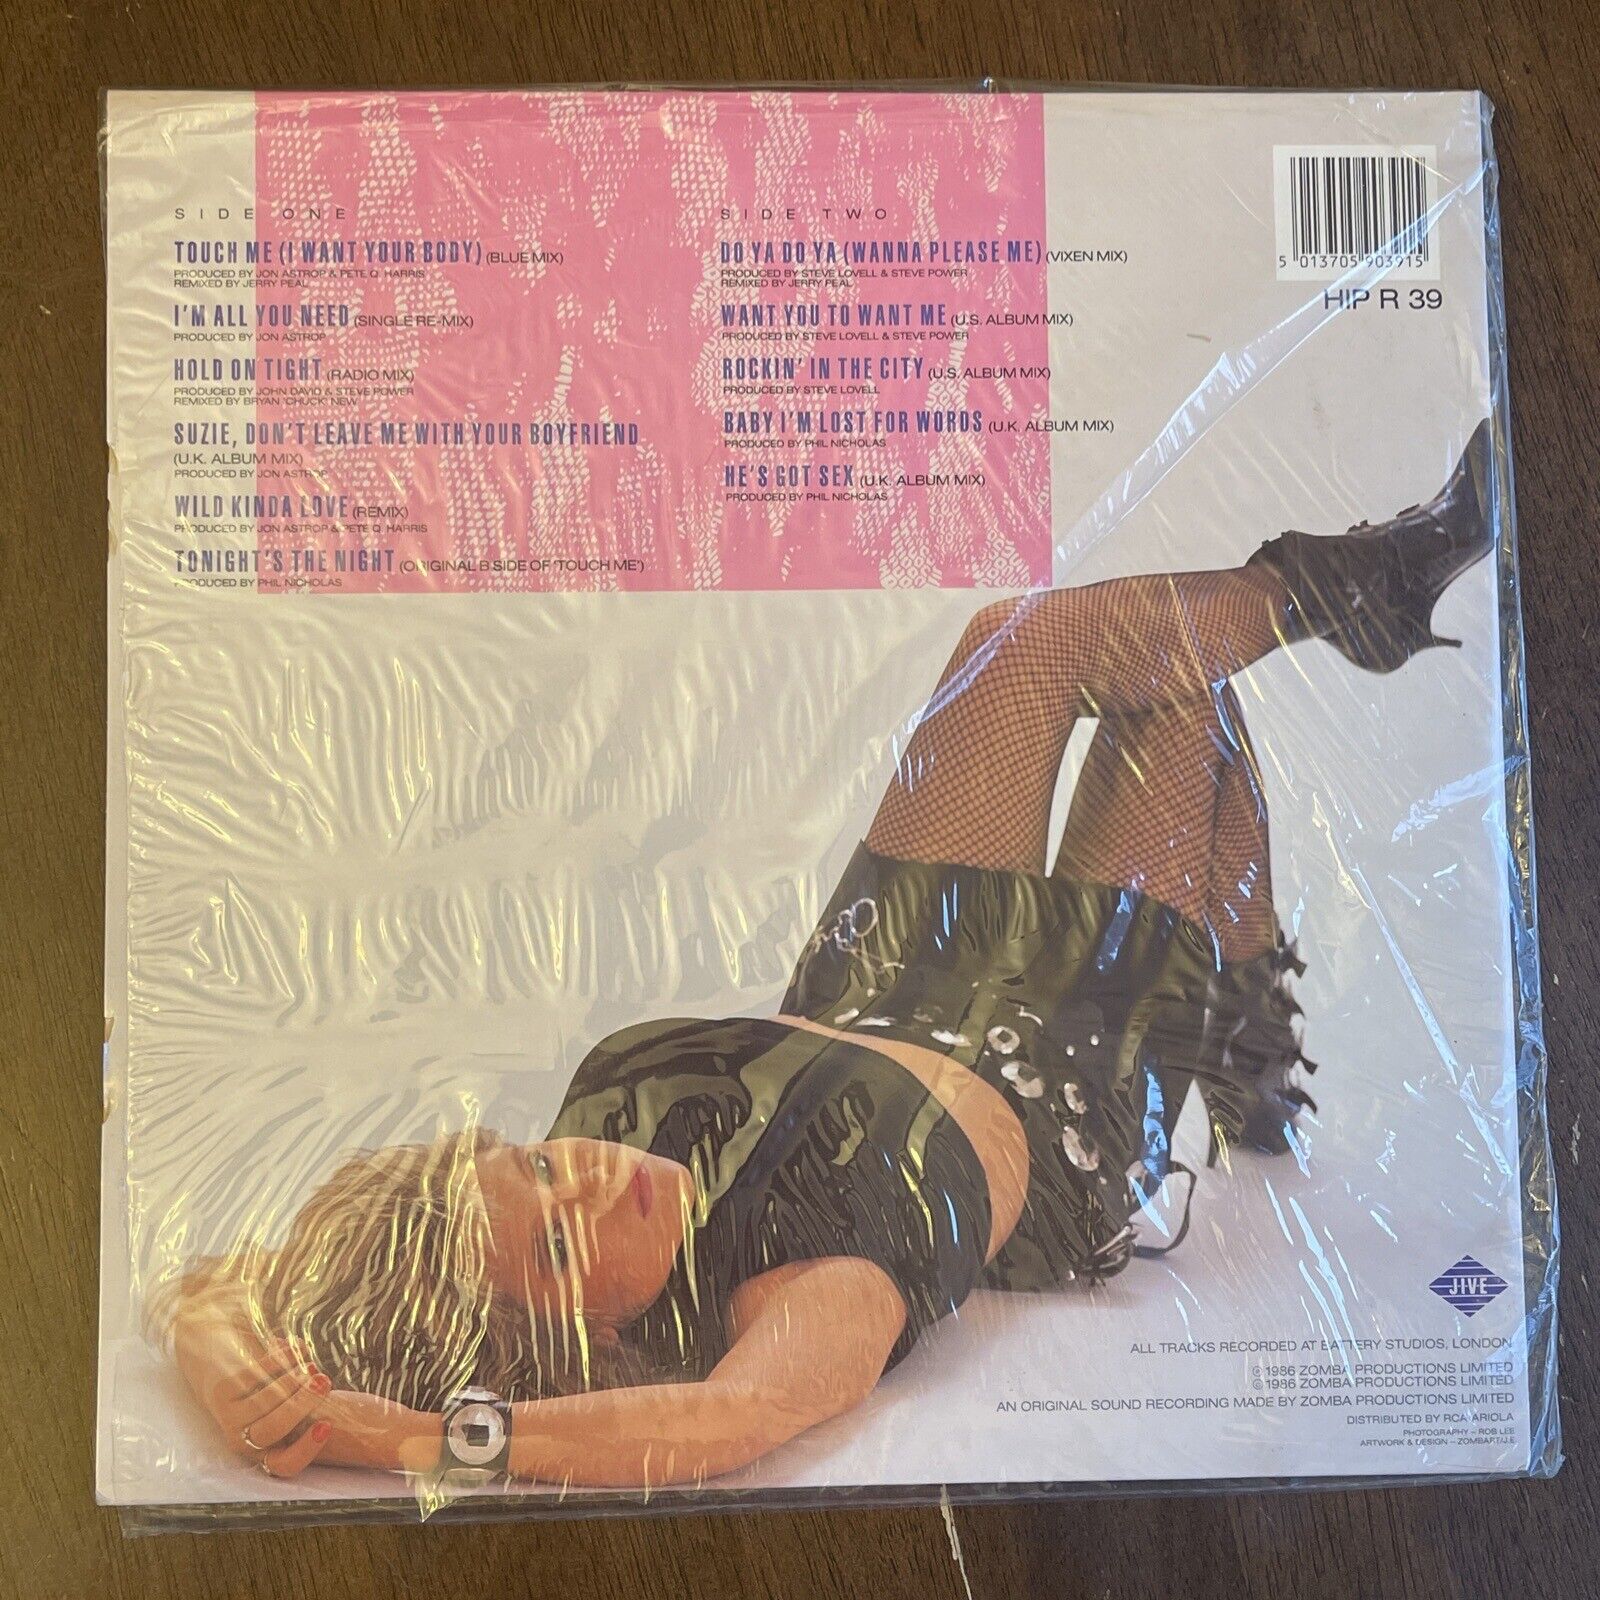 SIDE ONE
TOUCH ME (I WANT YOUR BODY) (BLUE MIX)
PRODUCED BY JON ASTROP & PETE Q. HARRIS
REMIXED BY JERRY PEAL
I'M ALL YOU NEED (SINGLE RE-MIX)
PRODUCED BY JON ASTROP
HOLD ON TIGHT (RADIO MIX)
PRODUCED BY JOHN DAVID & STEVE POWER
REMIXED BY BRYAN 'CHUCK' NEW
SUZIE, DON'T LEAVE ME WITH YOUR BOYFRIEND
(U.K. ALBUM MIX)
PRODUCED BY JON ASTROP
WILD KINDA LOVE (REMIX)
PRODUCED BY JON ASTROP & PETE Q. HARRIS
TONIGHT'S THE NIGHT (ORIGINAL B SIDE OF 'TOUCH ME')
PRODUCED BY PHIL NICHOLAS
SIDE TWO
DO YA DO YA (WANNA PLEASE ME) (VIXEN MIX)
PRODUCED BY STEVE LOVELL & STEVE POWER
REMIXED BY JERRY PEAL
WANT YOU TO WANT ME (U.S. ALBUM MIX)
PRODUCED BY STEVE LOVELL & STEVE POWER
ROCKIN' IN THE CITY (U.S. ALBUM MIX)
PRODUCED BY STEVE LOVELL
BABY I'M LOST FOR WORDS (U.K. ALBUM MIX)
PRODUCED BY PHIL NICHOLAS
HE'S GOT SEX (U.K. ALBUM MIX)
PRODUCED BY PHIL NICHOLAS
5 013705 903915
HIP R 39
JIVE
ALL TRACKS RECORDED AT BATTERY STUDIOS, LONDON
℗ 1986 ZOMBA PRODUCTIONS LIMITED
© 1986 ZOMBA PRODUCTIONS LIMITED
AN ORIGINAL SOUND RECORDING MADE BY ZOMBA PRODUCTIONS LIMITED
DISTRIBUTED BY RCA/ARIOLA
PHOTOGRAPHY – ROB LEE
ARTWORK & DESIGN – ZOMBART/J.E.